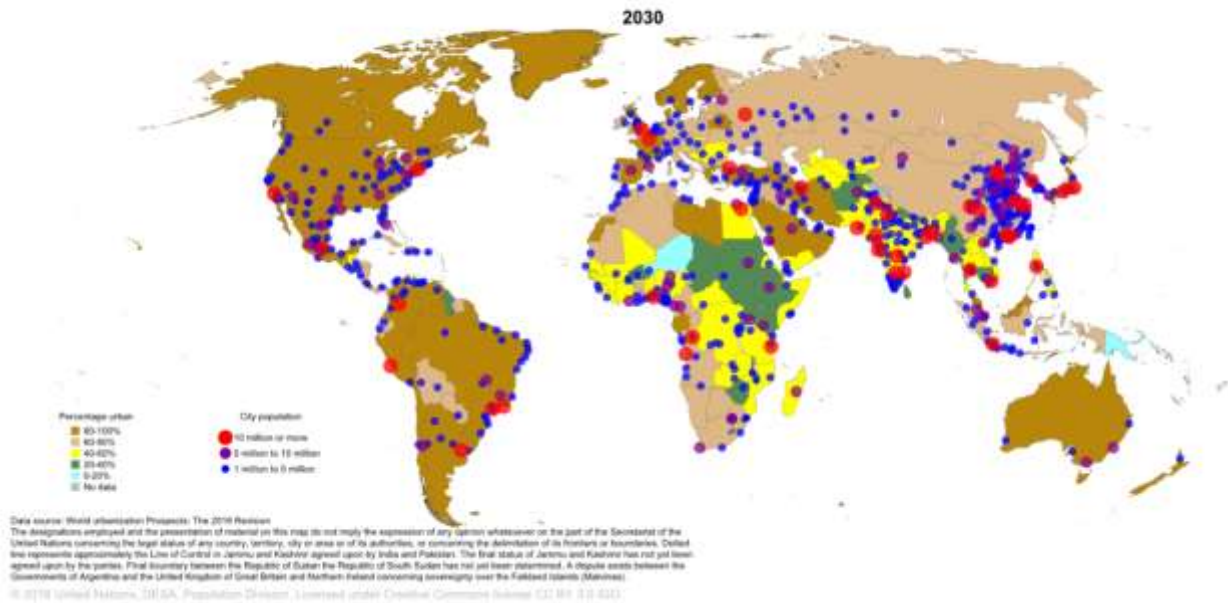 2030
Percentage urban
80-100%
60-80%
40-60%
20-40%
0-20%
No data
City population
10 million or more
5 million to 10 million
1 million to 5 million
Data source: World Urbanization Prospects: The 2018 Revision
The designations employed and the presentation of material on this map do not imply the expression of any opinion whatsoever on the part of the Secretariat of the
United Nations concerning the legal status of any country, territory, city or area or of its authorities, or concerning the delimitation of its frontiers or boundaries. Dotted
line represents approximately the Line of Control in Jammu and Kashmir agreed upon by India and Pakistan. The final status of Jammu and Kashmir has not yet been
agreed upon by the parties. Final boundary between the Republic of Sudan the Republic of South Sudan has not yet been determined. A dispute exists between the
Governments of Argentina and the United Kingdom of Great Britain and Northern Ireland concerning sovereignty over the Falkland Islands (Malvinas).
© 2018 United Nations, DESA, Population Division. Licensed under Creative Commons license CC BY 3.0 IGO.